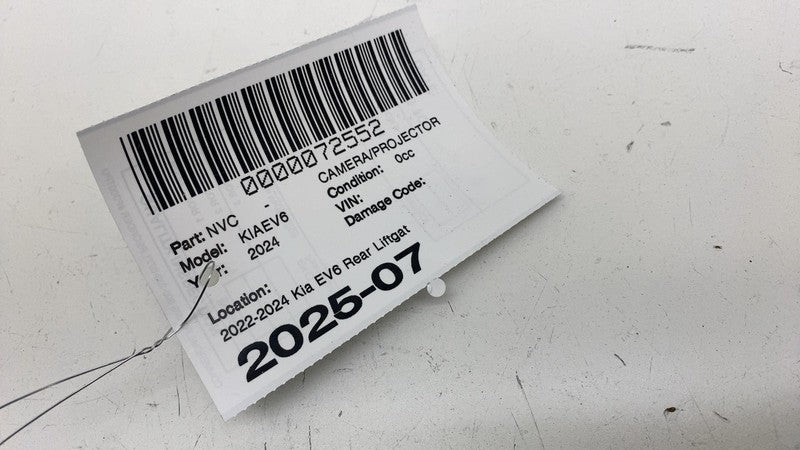 0000072552
Part: NVC - CAMERA/PROJECTOR
Model: KIAEV6 Condition: 0cc
Year: 2024 VIN:
Damage Code:
Location:
2022-2024 Kia EV6 Rear Liftgat
2025-07